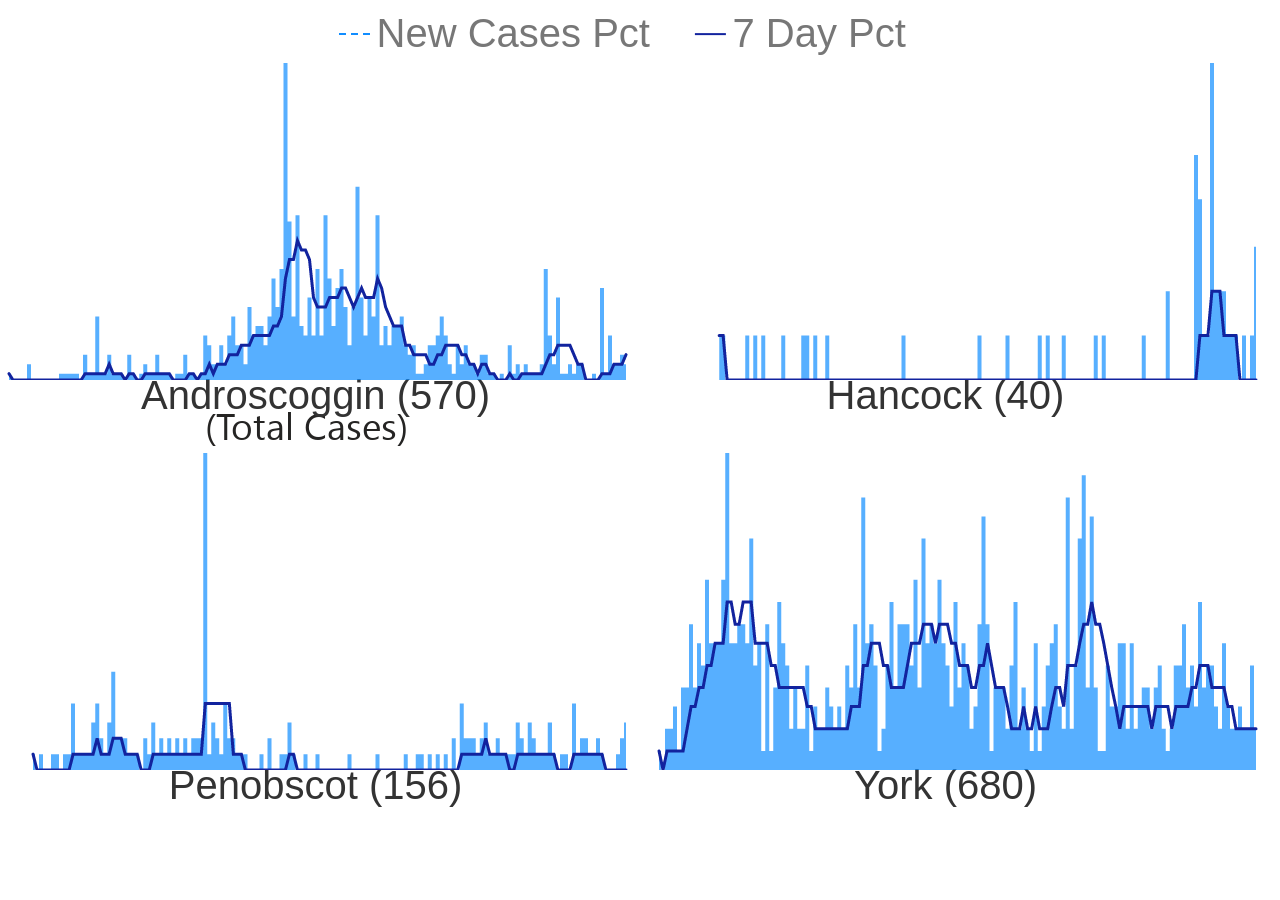 New Cases Pct 7 Day Pct
Androscoggin (570)
(Total Cases)
Hancock (40)
Penobscot (156)
York (680)